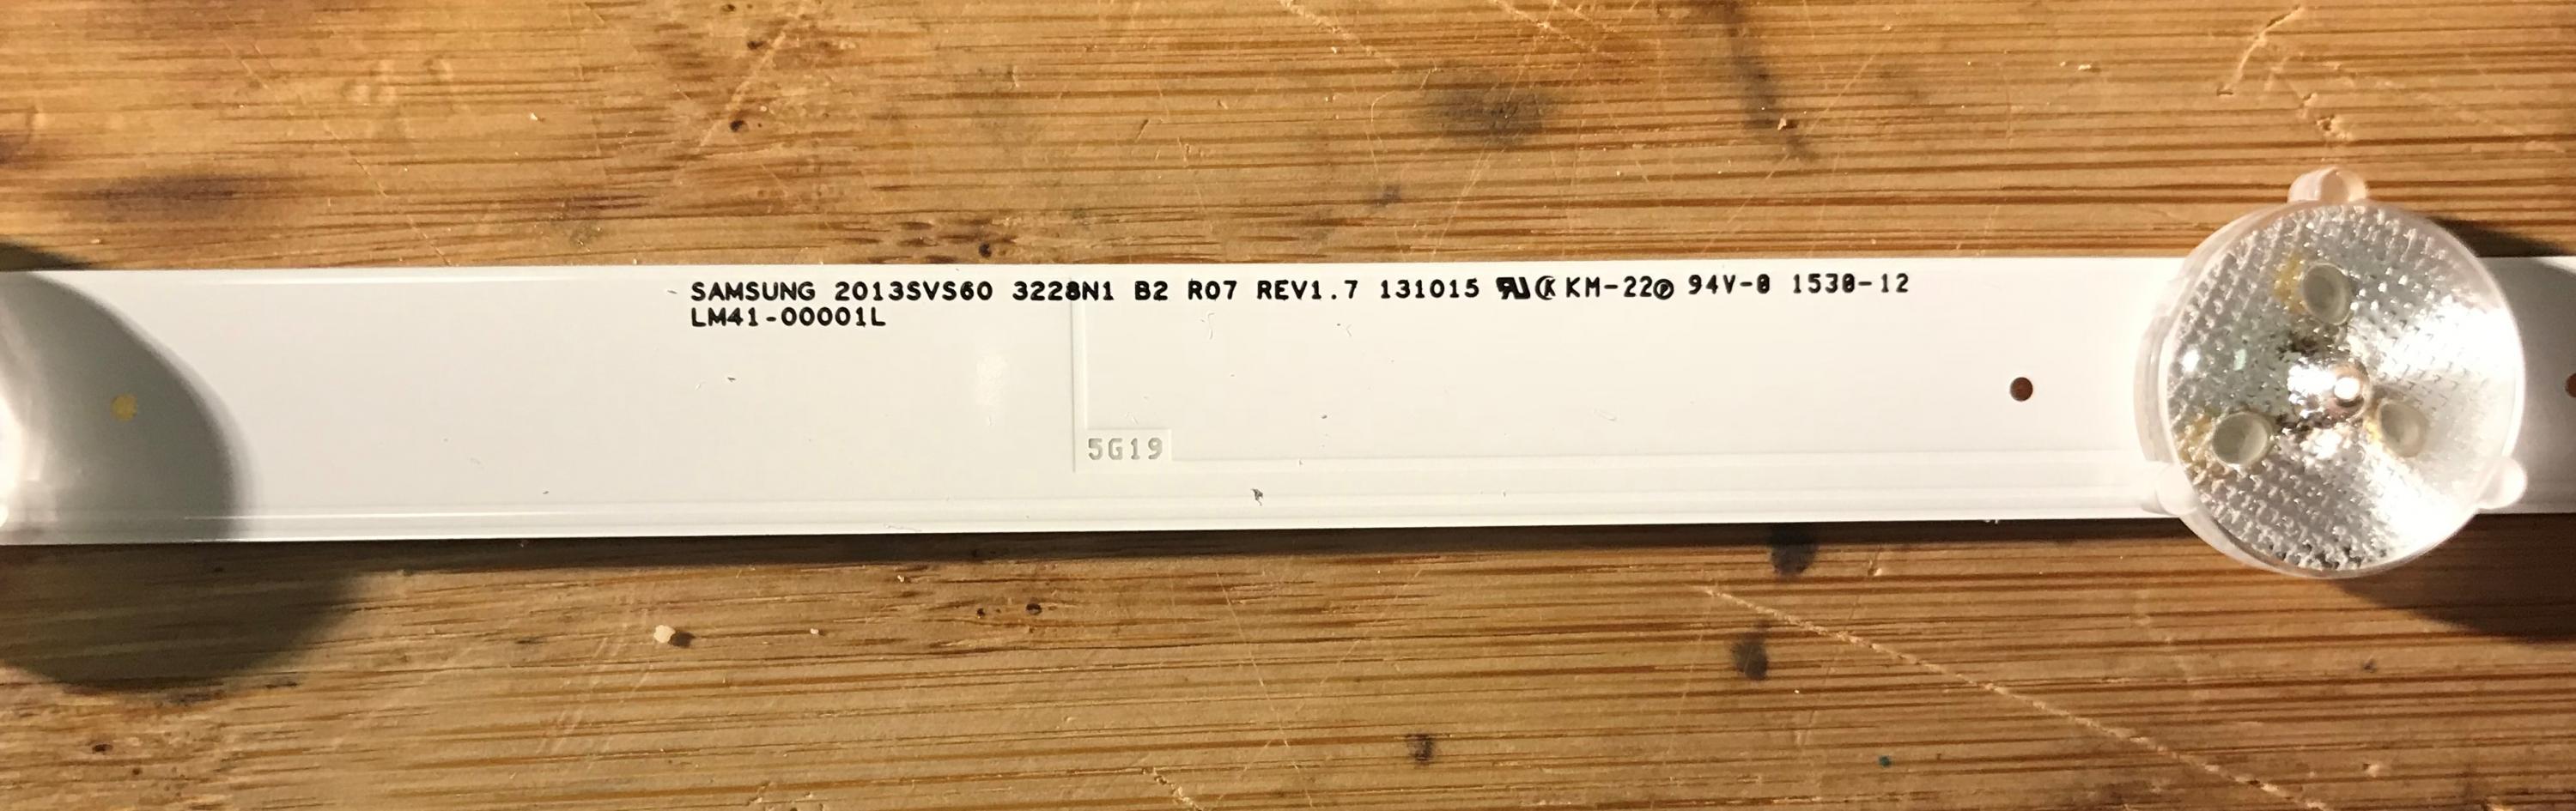 SAMSUNG 2013SVS60 3228N1 B2 R07 REV1.7 131015 KM-22 94V-0 1530-12
LM41-00001L
5G19